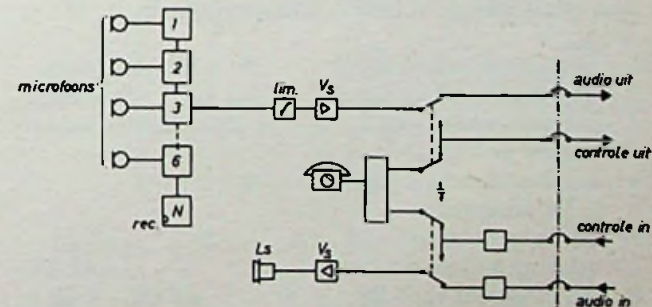 1
2
microfoons
3
lim.
Vs
audio uit
controle uit
6
N
rec.
controle in
Ls
Vs
audio in